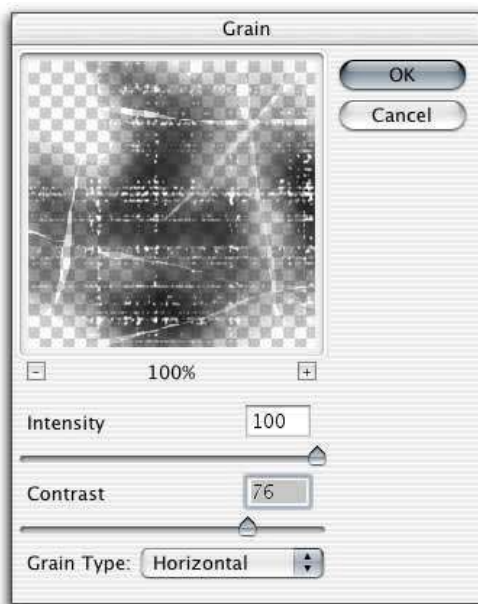 Grain
OK
Cancel
- 100% +
Intensity 100
Contrast 76
Grain Type: Horizontal